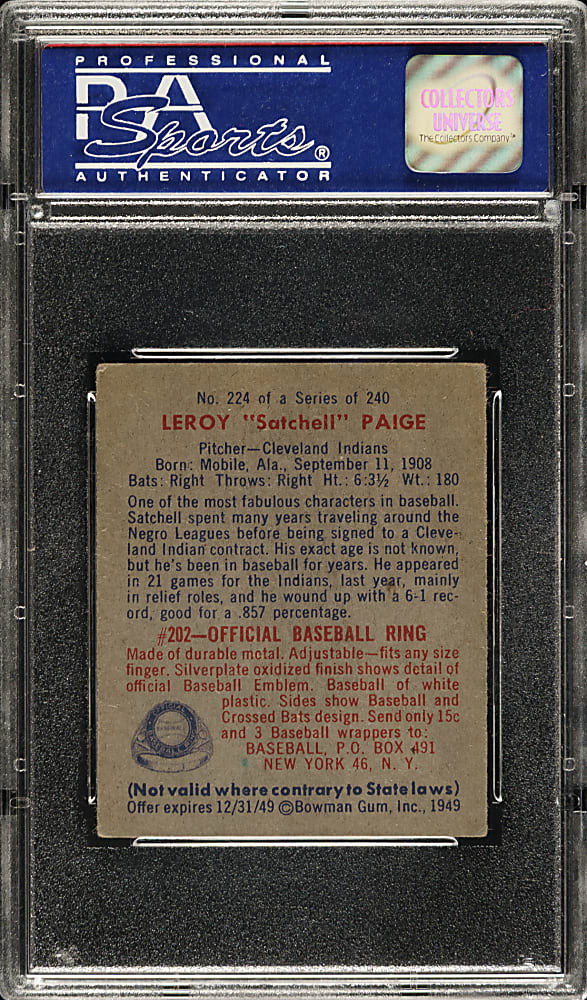 PROFESSIONAL
PSA
Sports®
AUTHENTICATOR
COLLECTORS
UNIVERSE
The Collectors Company™
No. 224 of a Series of 240
LEROY "Satchell" PAIGE
Pitcher—Cleveland Indians
Born: Mobile, Ala., September 11, 1908
Bats: Right Throws: Right Ht.: 6:3½ Wt.: 180
One of the most fabulous characters in baseball.
Satchell spent many years traveling around the
Negro Leagues before being signed to a Cleve-
land Indian contract. His exact age is not known,
but he's been in baseball for years. He appeared
in 21 games for the Indians, last year, mainly
in relief roles, and he wound up with a 6-1 rec-
ord, good for a .857 percentage.
#202—OFFICIAL BASEBALL RING
Made of durable metal. Adjustable—fits any size
finger. Silverplate oxidized finish shows detail of
official Baseball Emblem. Baseball of white
plastic. Sides show Baseball and
Crossed Bats design. Send only 15c
and 3 Baseball wrappers to:
BASEBALL, P.O. BOX 491
NEW YORK 46, N. Y.
(Not valid where contrary to State laws)
Offer expires 12/31/49 ©Bowman Gum, Inc., 1949